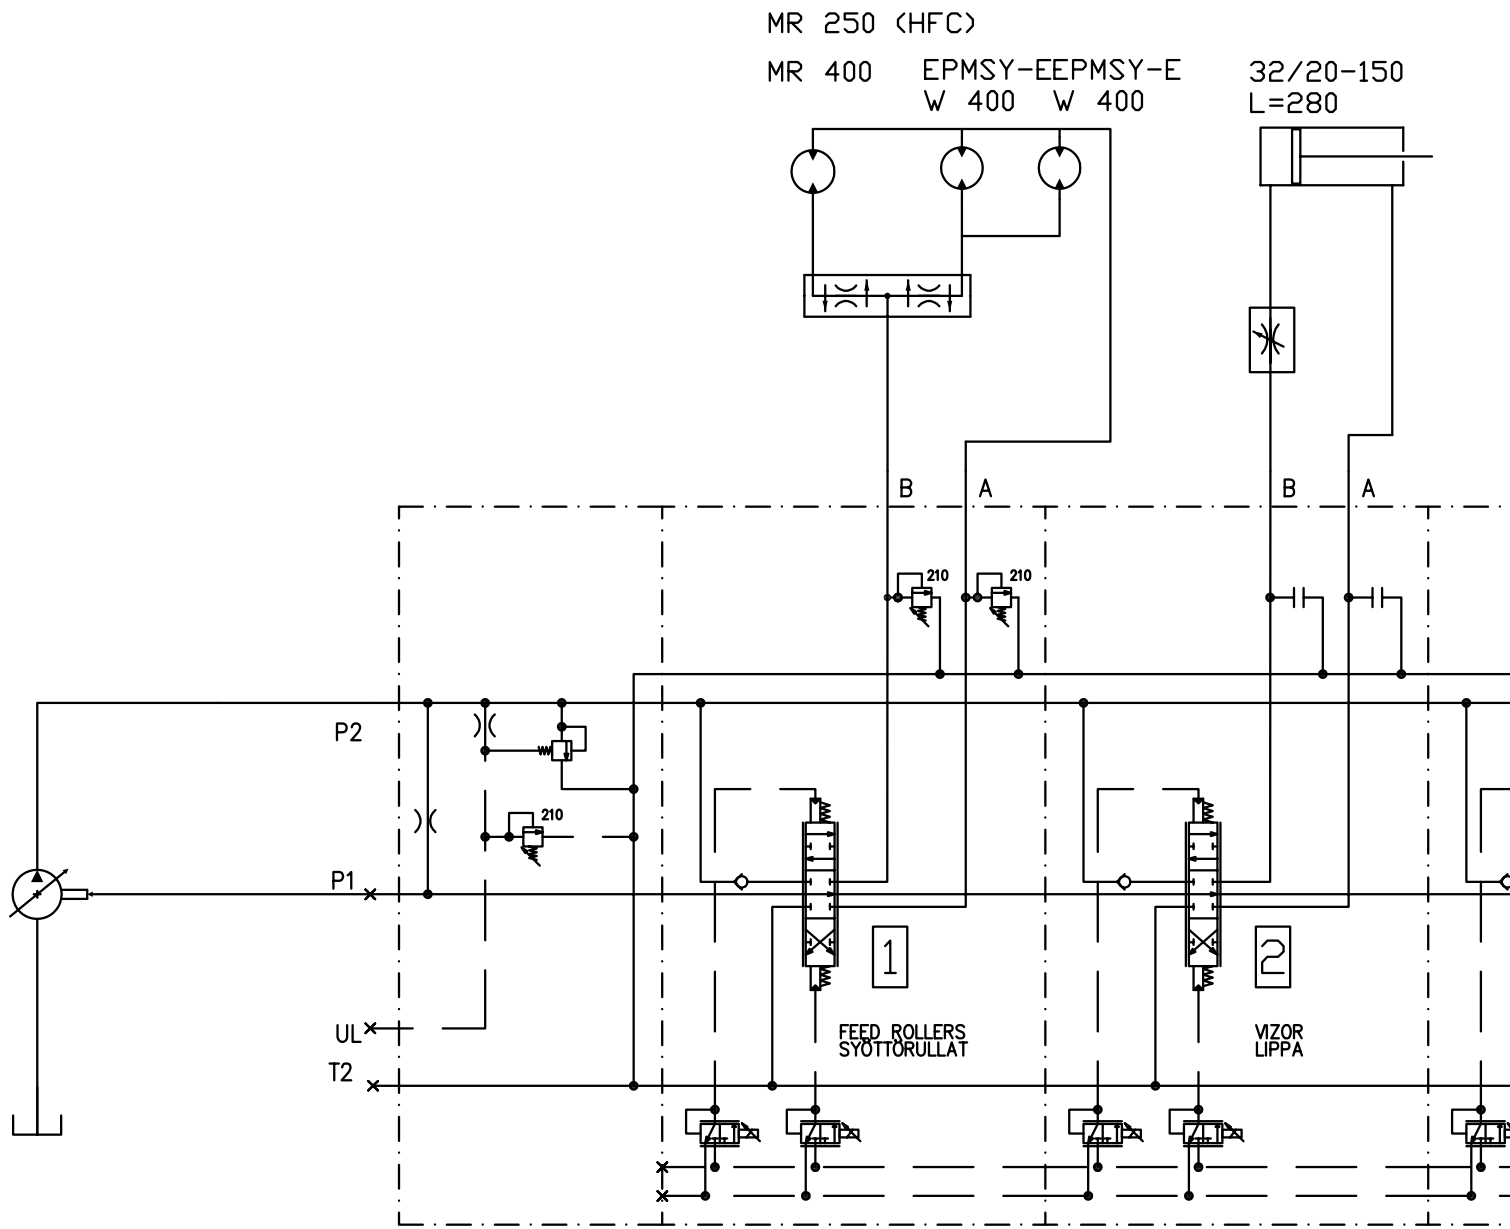 MR 250 (HFC)
MR 400 EPMSY-EEPMSY-E 32/20-150
W 400 W 400 L=280
B A B A
210 210
P2
210
P1
1 2
UL
FEED ROLLERS VIZOR
SYÖTTÖRULLAT LIPPA
T2